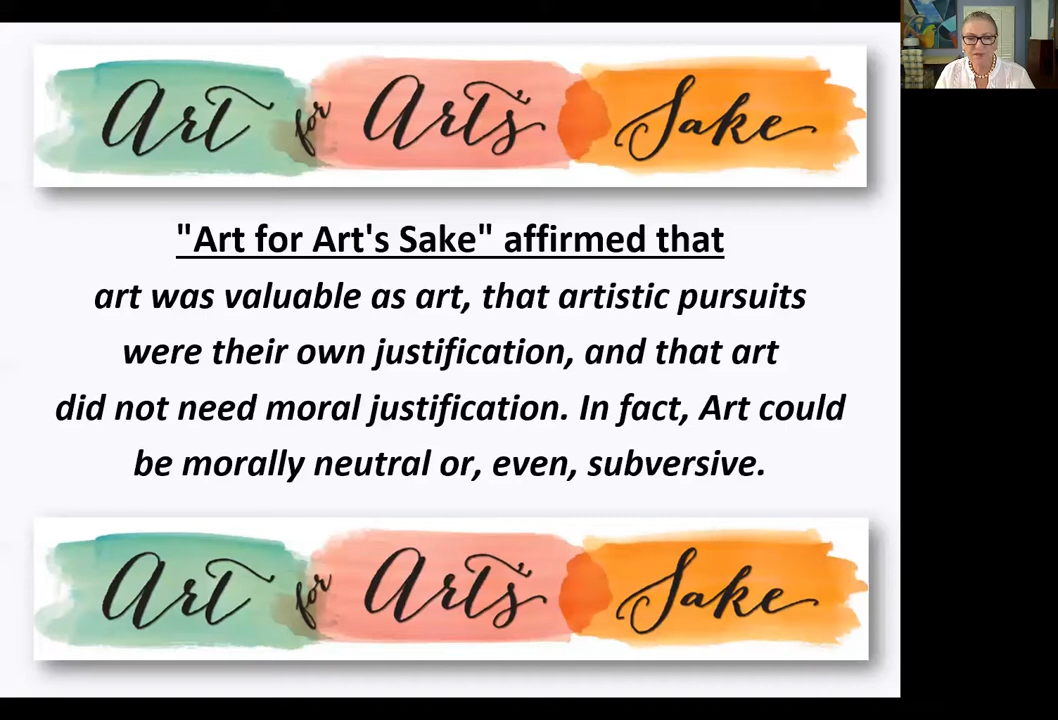 Art for Art's Sake
"Art for Art's Sake" affirmed that
art was valuable as art, that artistic pursuits
were their own justification, and that art
did not need moral justification. In fact, Art could
be morally neutral or, even, subversive.
Art for Art's Sake